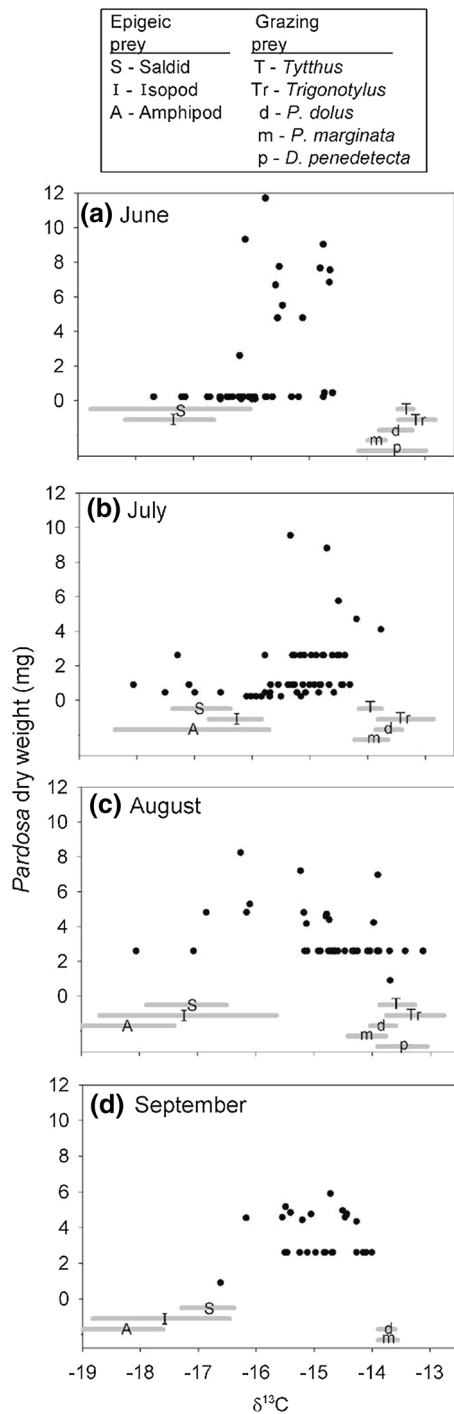 Epigeic prey
Grazing prey
S - Saldid
T - Tytthus
I - Isopod
Tr - Trigonotylus
A - Amphipod
d - P. dolus
m - P. marginata
p - D. penedetecta
Pardosa dry weight (mg)
(a) June
12
10
8
6
4
2
0
S
I
T
Tr
d
m
p
(b) July
12
10
8
6
4
2
0
S
I
A
T
Tr
d
m
(c) August
12
10
8
6
4
2
0
S
I
A
T
Tr
d
m
p
(d) September
12
10
8
6
4
2
0
S
I
A
d
m
-19 -18 -17 -16 -15 -14 -13
δ13C